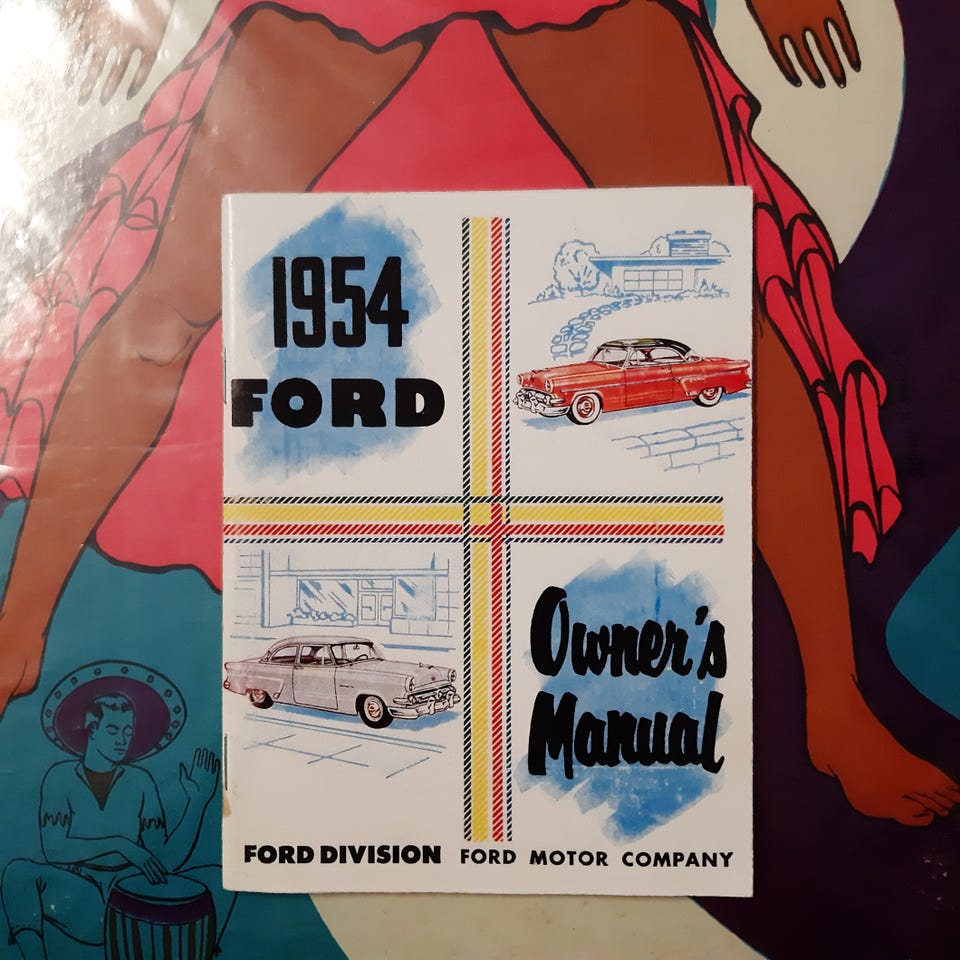 1954
FORD
Owner's
Manual
FORD DIVISION FORD MOTOR COMPANY